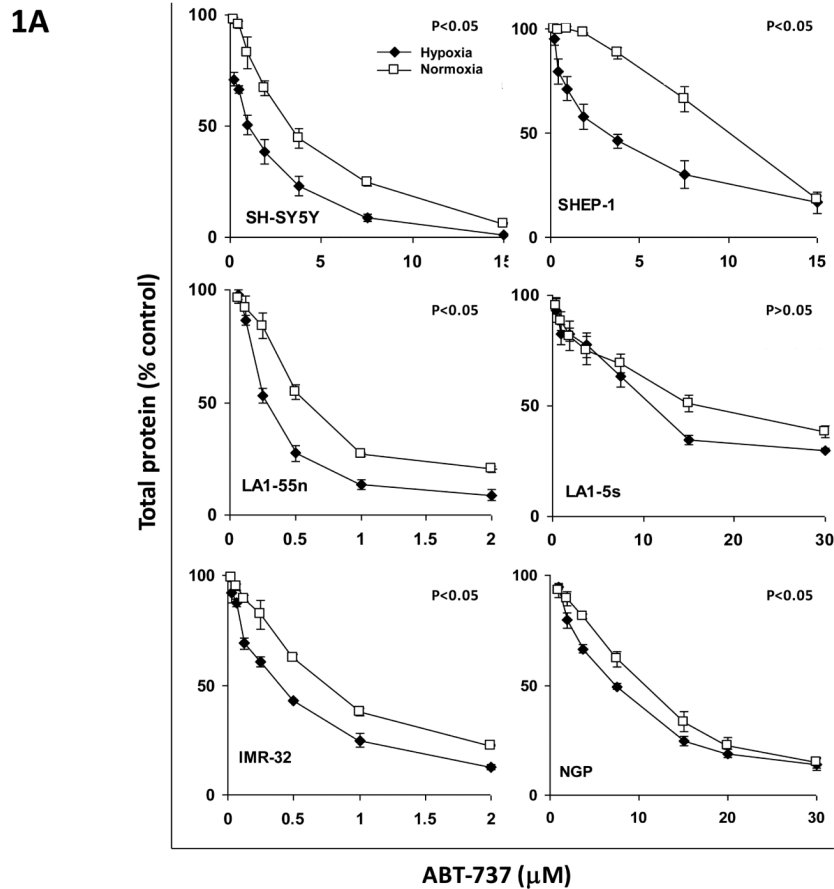 1A
Total protein (% control)
100
50
0
P<0.05
Hypoxia
Normoxia
SH-SY5Y
0 5 10 15
100
50
0
P<0.05
SHEP-1
0 5 10 15
100
50
0
P<0.05
LA1-55n
0 0.5 1 1.5 2
100
50
0
P>0.05
LA1-5s
0 10 20 30
100
50
0
P<0.05
IMR-32
0 0.5 1 1.5 2
100
50
0
P<0.05
NGP
0 10 20 30
ABT-737 (μM)